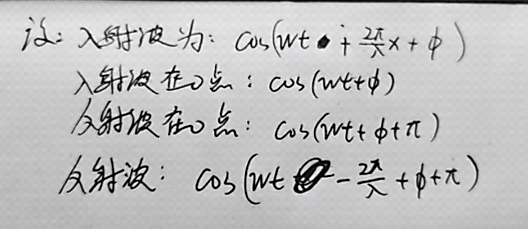 设: 入射波为: cos(wt + 2π/λ x + φ)
入射波在O点: cos(wt+φ)
反射波在O点: cos(wt+φ+π)
反射波: cos(wt - 2π/λ + φ+π)